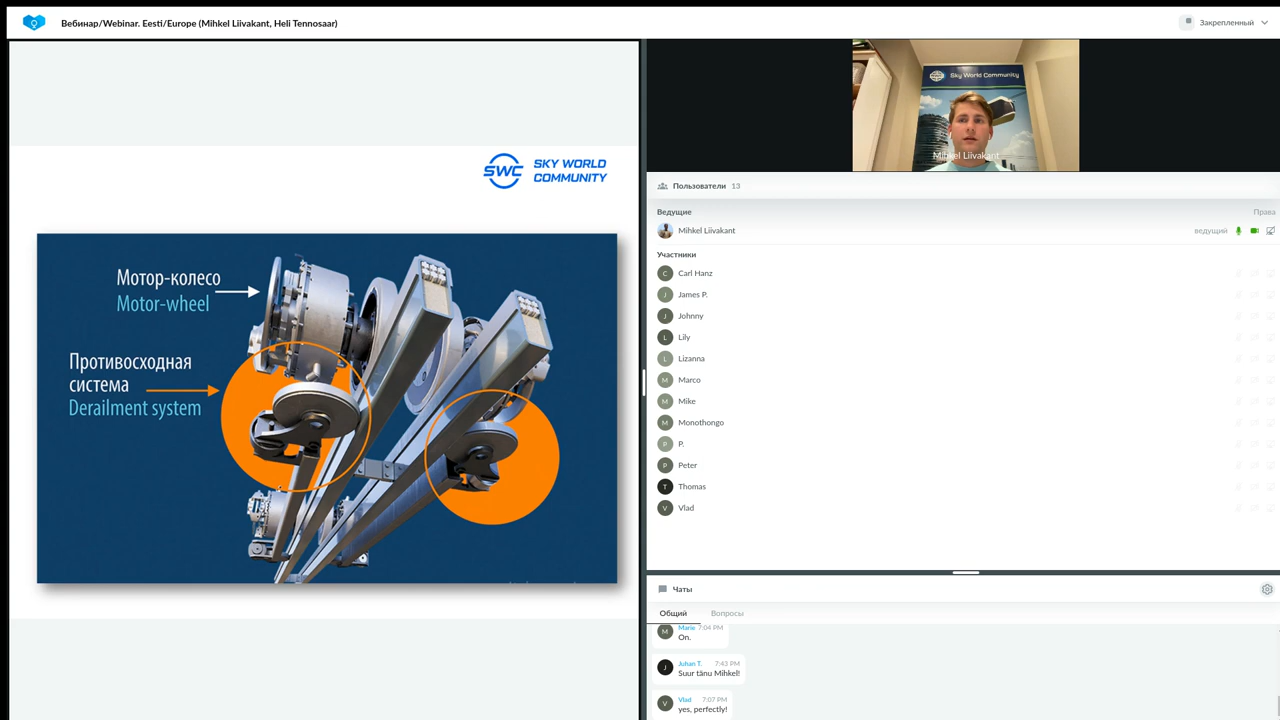 Вебинар/Webinar. Eesti/Europe (Mihkel Liivakant, Heli Tennosaar)
Закрепленный
SWC SKY WORLD
COMMUNITY
Мотор-колесо
Motor-wheel
Противосходная
система
Derailment system
Sky World Community
Mihkel Liivakant
Пользователи 13
Ведущие
Права
Mihkel Liivakant
ведущий
Участники
C Carl Hanz
J James P.
J Johnny
L Lily
L Lizanna
M Marco
M Mike
M Monothongo
P P.
P Peter
T Thomas
V Vlad
Чаты
Общий
Вопросы
M Marie 7:04 PM
On.
J Juhan T. 7:43 PM
Suur tänu Mihkel!
V Vlad 7:07 PM
yes, perfectly!